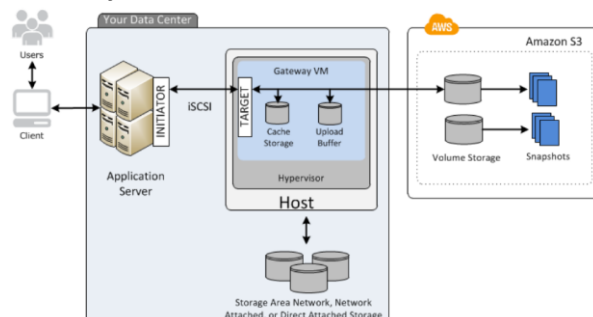 Your Data Center
AWS
Amazon S3
Users
Client
INITIATOR
iSCSI
TARGET
Gateway VM
Cache
Storage
Upload
Buffer
Hypervisor
Host
Application
Server
Volume Storage
Snapshots
Storage Area Network, Network
Attached, or Direct Attached Storage